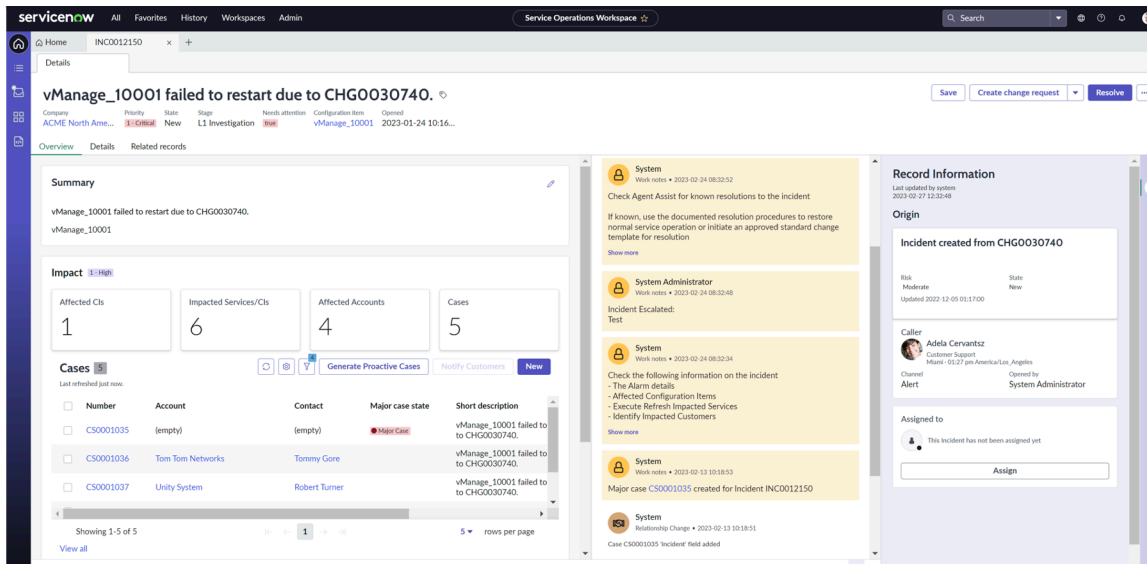 servicenow All Favorites History Workspaces Admin Service Operations Workspace Search
Home INC0012150 × +
Details
vManage_10001 failed to restart due to CHG0030740.
Save Create change request Resolve
Company Priority State Stage Needs attention Configuration item Opened
ACME North Ame... 1 - Critical New L1 Investigation true vManage_10001 2023-01-24 10:16...
Overview Details Related records
Summary
vManage_10001 failed to restart due to CHG0030740.
vManage_10001
Impact 1 - High
Affected CIs Impacted Services/CIs Affected Accounts Cases
1 6 4 5
Cases 5
4
Generate Proactive Cases Notify Customers New
Last refreshed just now.
Number Account Contact Major case state Short description
CS0001035 (empty) (empty) Major Case vManage_10001 failed to
to CHG0030740.
CS0001036 Tom Tom Networks Tommy Gore vManage_10001 failed to
to CHG0030740.
CS0001037 Unity System Robert Turner vManage_10001 failed to
to CHG0030740.
Showing 1-5 of 5 1 5 rows per page
View all
System
Work notes • 2023-02-24 08:32:52
Check Agent Assist for known resolutions to the incident
If known, use the documented resolution procedures to restore
normal service operation or initiate an approved standard change
template for resolution
Show more
System Administrator
Work notes • 2023-02-24 08:32:48
Incident Escalated:
Test
System
Work notes • 2023-02-24 08:32:34
Check the following information on the incident
- The Alarm details
- Affected Configuration Items
- Execute Refresh Impacted Services
- Identify Impacted Customers
Show more
System
Work notes • 2023-02-13 10:18:53
Major case CS0001035 created for Incident INC0012150
System
Relationship Change • 2023-02-13 10:18:51
Case CS0001035 'Incident' field added
Record Information
Last updated by system
2023-02-27 12:32:48
Origin
Incident created from CHG0030740
Risk State
Moderate New
Updated 2022-12-05 01:17:00
Caller
Adela Cervantsz
Customer Support
Miami • 01:27 pm America/Los_Angeles
Channel Opened by
Alert System Administrator
Assigned to
This Incident has not been assigned yet
Assign